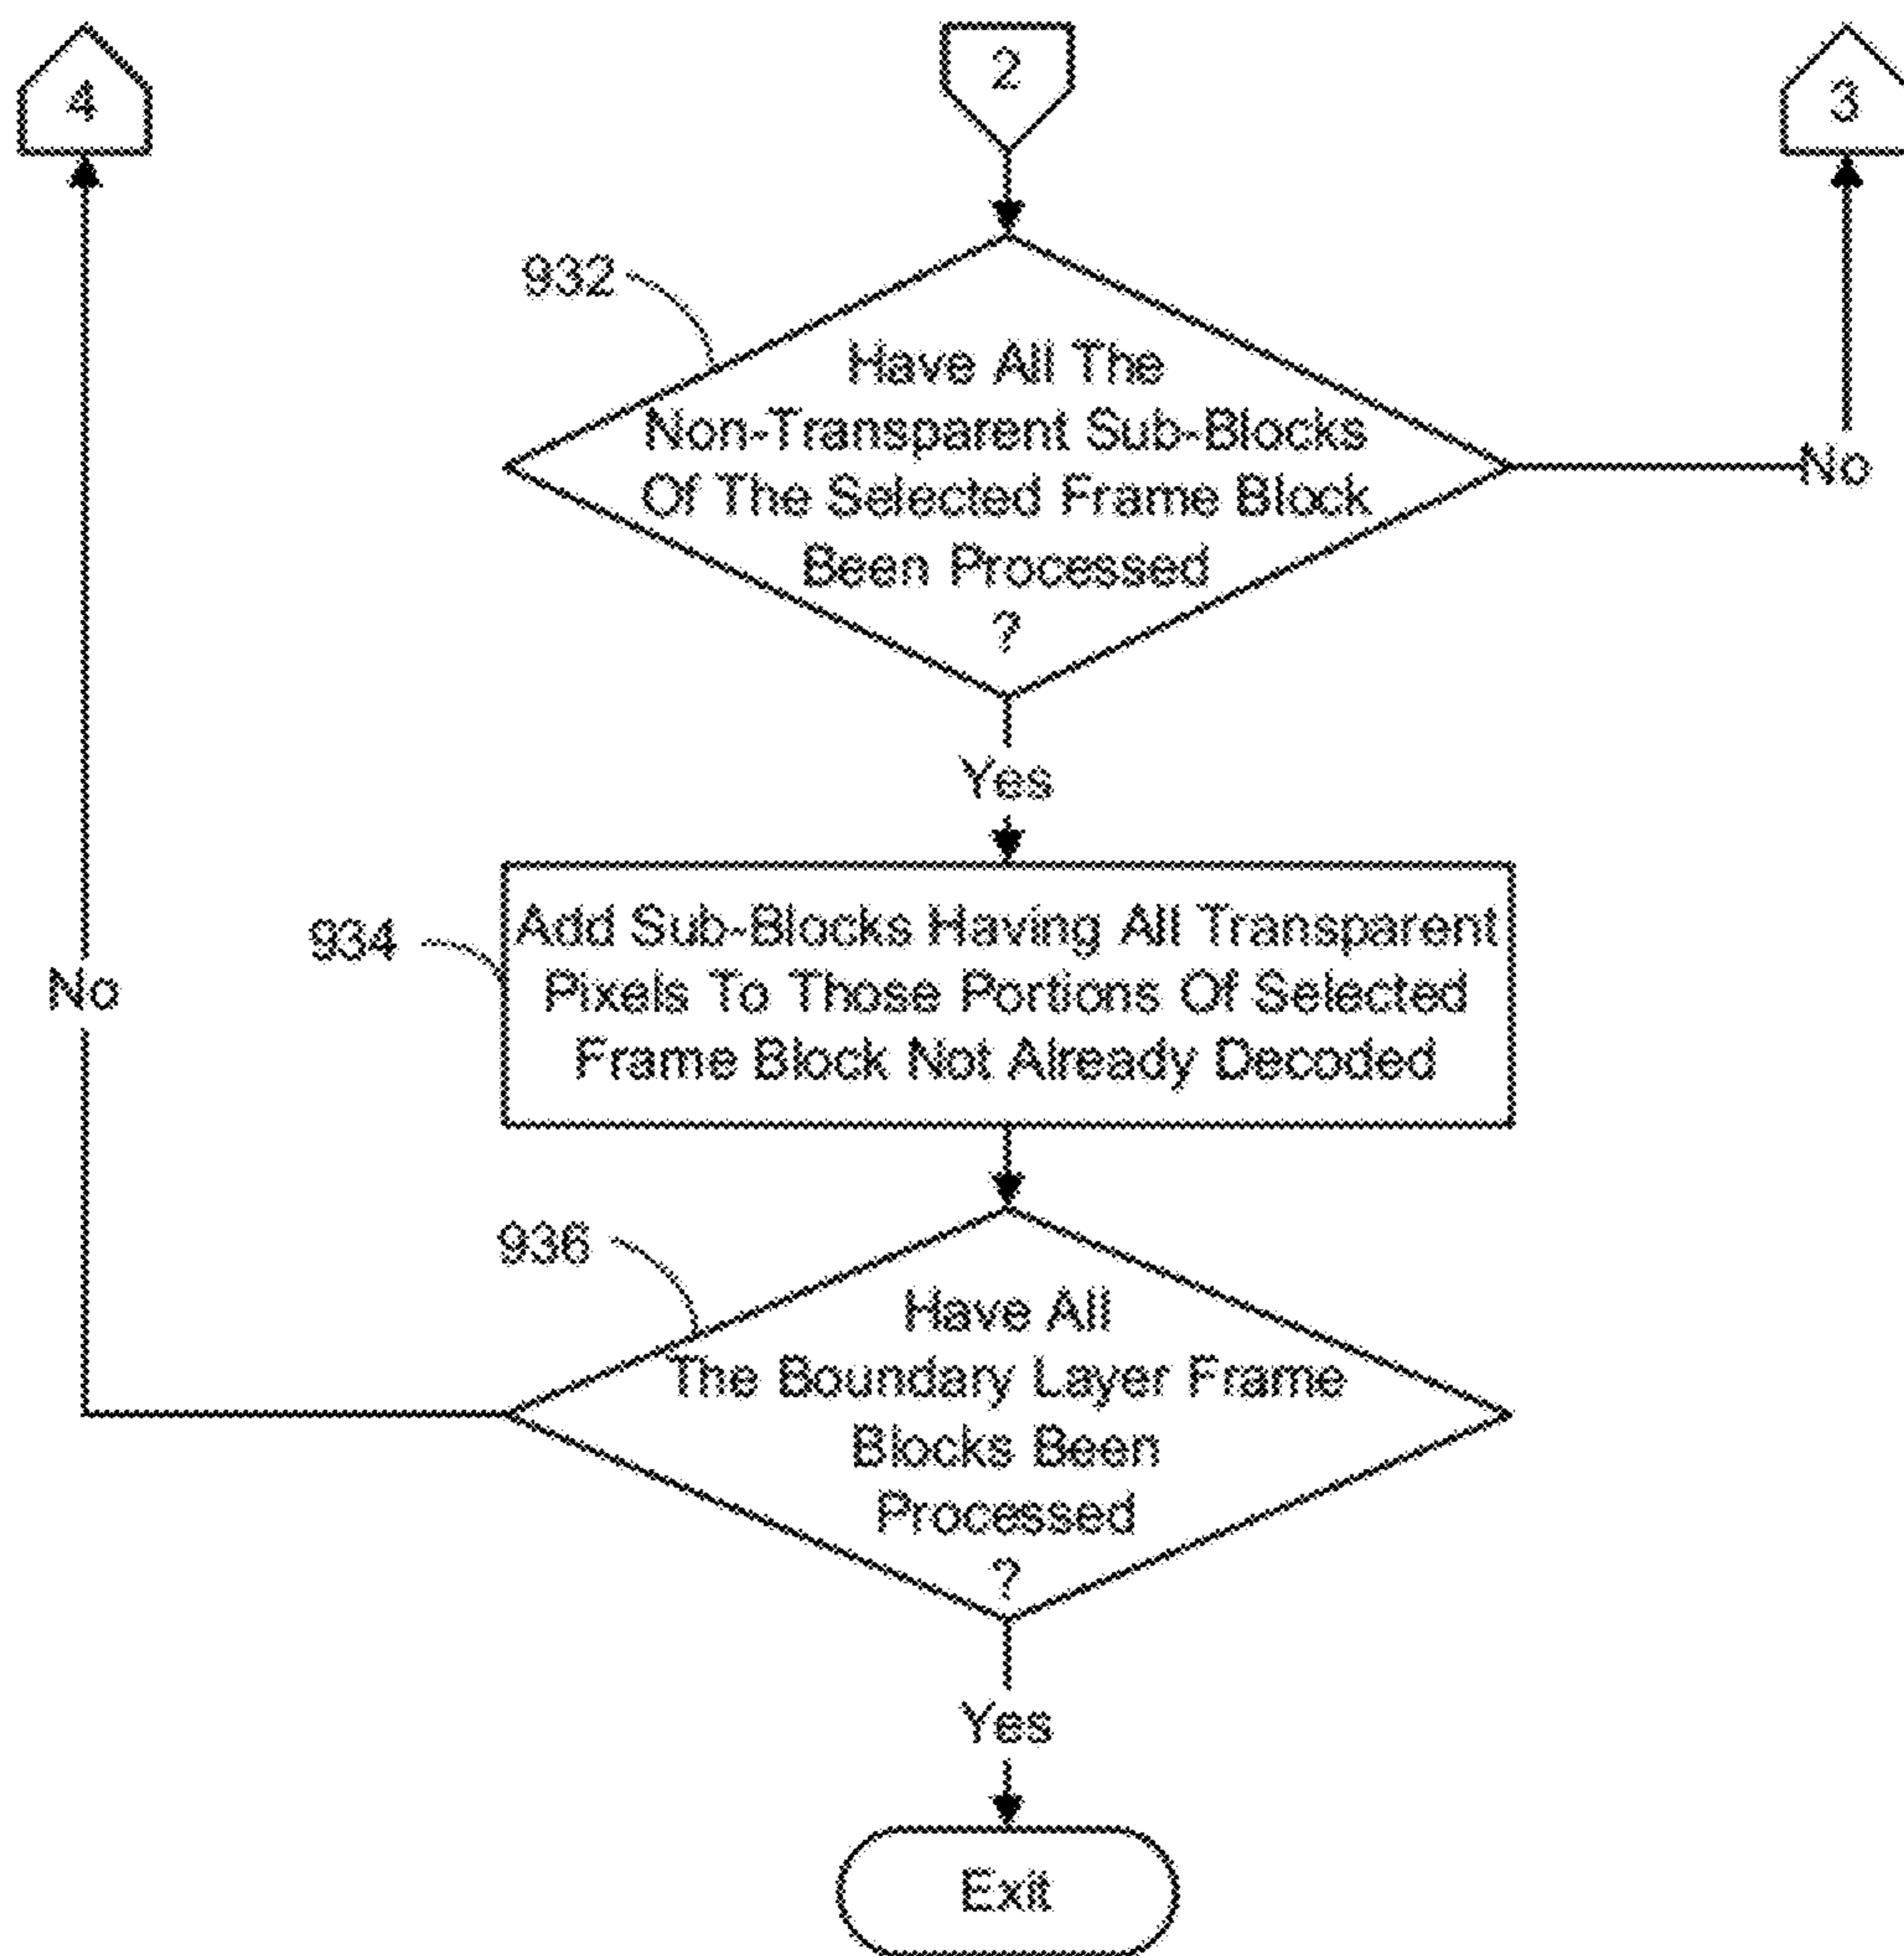 4
2
3
932
Have All The
Non-Transparent Sub-Blocks
Of The Selected Frame Block
Been Processed
?
No
Yes
934
Add Sub-Blocks Having All Transparent
Pixels To Those Portions Of Selected
Frame Block Not Already Decoded
No
936
Have All
The Boundary Layer Frame
Blocks Been
Processed
?
Yes
Exit